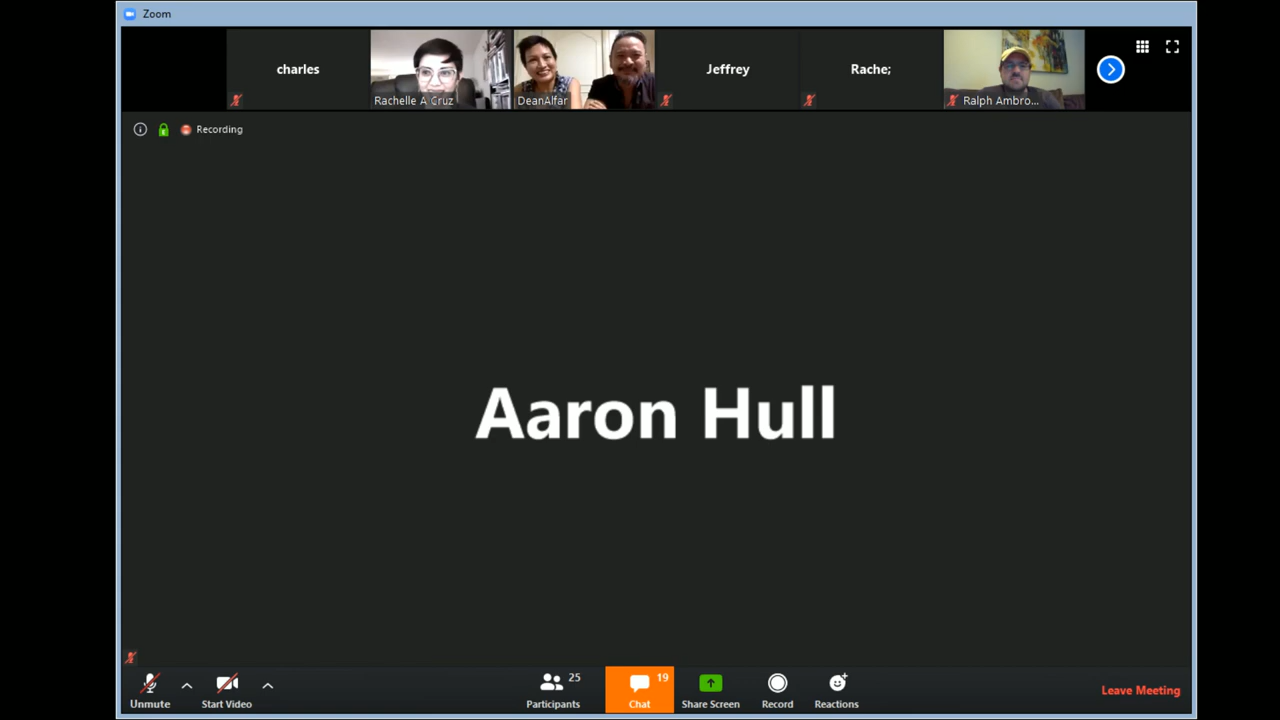 Zoom
charles
Rachelle A Cruz
DeanAlfar
Jeffrey
Rache;
Ralph Ambro...
Recording
Aaron Hull
Unmute
Start Video
Participants
25
Chat
19
Share Screen
Record
Reactions
Leave Meeting